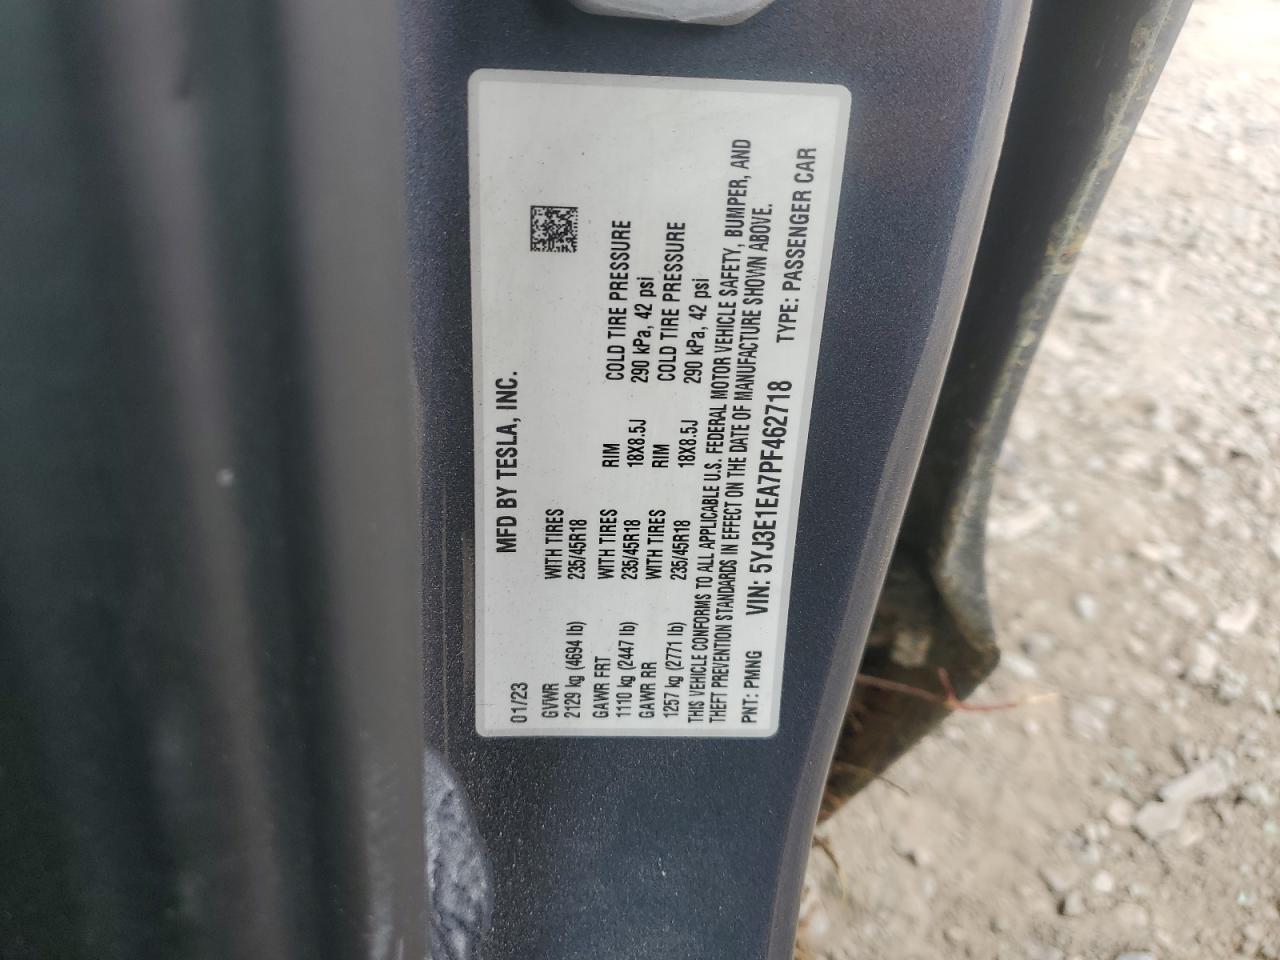 MFD BY TESLA, INC.
01/23
GVWR WITH TIRES
2129 kg (4694 lb) 235/45R18
GAWR FRT WITH TIRES RIM COLD TIRE PRESSURE
1110 kg (2447 lb) 235/45R18 18X8.5J 290 kPa, 42 psi
GAWR RR WITH TIRES RIM COLD TIRE PRESSURE
1257 kg (2771 lb) 235/45R18 18X8.5J 290 kPa, 42 psi
THIS VEHICLE CONFORMS TO ALL APPLICABLE U.S. FEDERAL MOTOR VEHICLE SAFETY, BUMPER, AND
THEFT PREVENTION STANDARDS IN EFFECT ON THE DATE OF MANUFACTURE SHOWN ABOVE.
PNT: PMNG VIN: 5YJ3E1EA7PF462718 TYPE: PASSENGER CAR